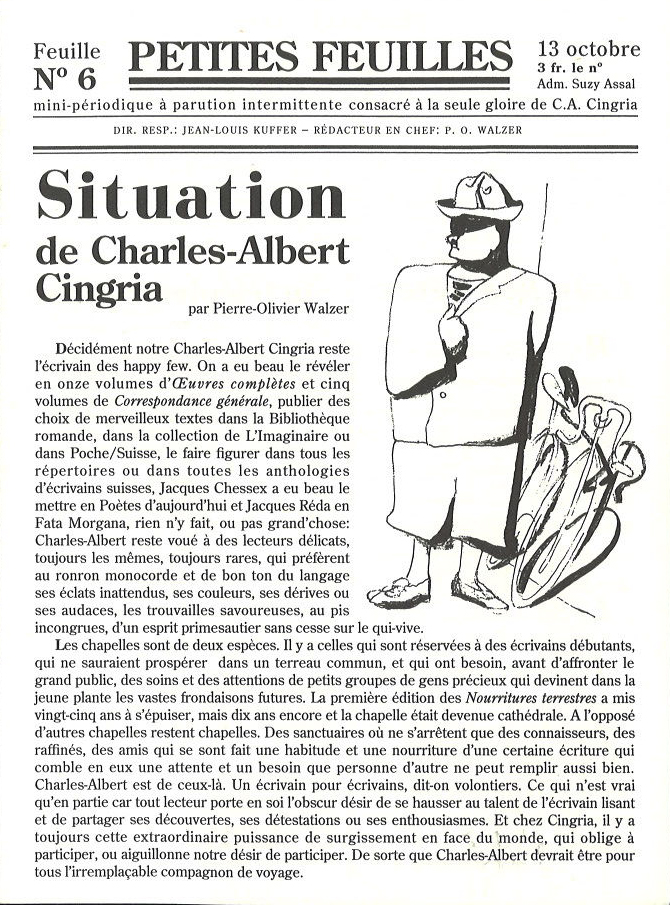 Feuille
Nº 6
PETITES FEUILLES
13 octobre
3 fr. le nº
Adm. Suzy Assal
mini-périodique à parution intermittente consacré à la seule gloire de C.A. Cingria
DIR. RESP.: JEAN-LOUIS KUFFER – RÉDACTEUR EN CHEF: P. O. WALZER
Situation
de Charles-Albert
Cingria
par Pierre-Olivier Walzer
Décidément notre Charles-Albert Cingria reste
l'écrivain des happy few. On a eu beau le révéler
en onze volumes d'Œuvres complètes et cinq
volumes de Correspondance générale, publier des
choix de merveilleux textes dans la Bibliothèque
romande, dans la collection de L'Imaginaire ou
dans Poche/Suisse, le faire figurer dans tous les
répertoires ou dans toutes les anthologies
d'écrivains suisses, Jacques Chessex a eu beau le
mettre en Poètes d'aujourd'hui et Jacques Réda en
Fata Morgana, rien n'y fait, ou pas grand'chose:
Charles-Albert reste voué à des lecteurs délicats,
toujours les mêmes, toujours rares, qui préfèrent
au ronron monocorde et de bon ton du langage
ses éclats inattendus, ses couleurs, ses dérives ou
ses audaces, les trouvailles savoureuses, au pis
incongrues, d'un esprit primesautier sans cesse sur le qui-vive.
Les chapelles sont de deux espèces. Il y a celles qui sont réservées à des écrivains débutants,
qui ne sauraient prospérer dans un terreau commun, et qui ont besoin, avant d'affronter le
grand public, des soins et des attentions de petits groupes de gens précieux qui devinent dans la
jeune plante les vastes frondaisons futures. La première édition des Nourritures terrestres a mis
vingt-cinq ans à s'épuiser, mais dix ans encore et la chapelle était devenue cathédrale. A l'opposé
d'autres chapelles restent chapelles. Des sanctuaires où ne s'arrêtent que des connaisseurs, des
raffinés, des amis qui se sont fait une habitude et une nourriture d'une certaine écriture qui
comble en eux une attente et un besoin que personne d'autre ne peut remplir aussi bien.
Charles-Albert est de ceux-là. Un écrivain pour écrivains, dit-on volontiers. Ce qui n'est vrai
qu'en partie car tout lecteur porte en soi l'obscur désir de se hausser au talent de l'écrivain lisant
et de partager ses découvertes, ses détestations ou ses enthousiasmes. Et chez Cingria, il y a
toujours cette extraordinaire puissance de surgissement en face du monde, qui oblige à
participer, ou aiguillonne notre désir de participer. De sorte que Charles-Albert devrait être pour
tous l'irremplaçable compagnon de voyage.